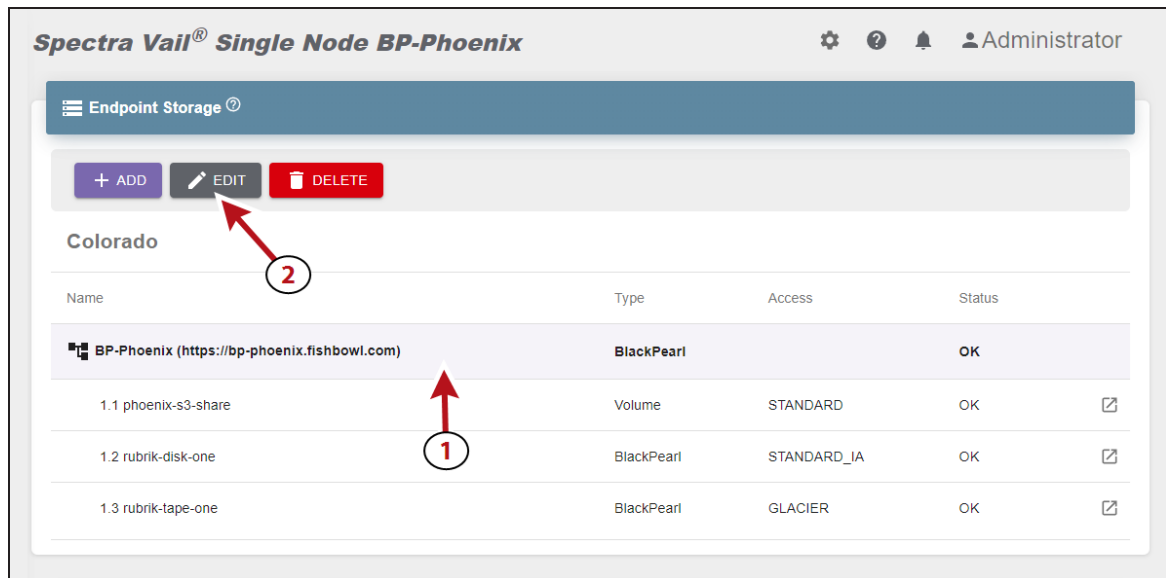 Spectra Vail® Single Node BP-Phoenix Administrator
Endpoint Storage
+ ADD EDIT DELETE
Colorado
2
Name Type Access Status
BP-Phoenix (https://bp-phoenix.fishbowl.com) BlackPearl OK
1.1 phoenix-s3-share Volume STANDARD OK
1
1.2 rubrik-disk-one BlackPearl STANDARD_IA OK
1.3 rubrik-tape-one BlackPearl GLACIER OK